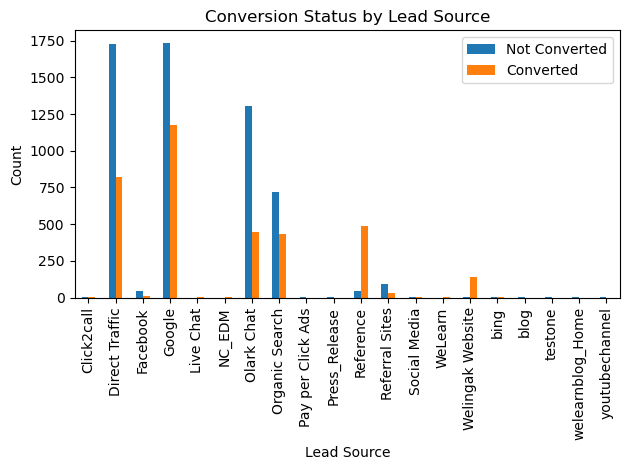 Conversion Status by Lead Source
Not Converted
Converted
Count
1750
1500
1250
1000
750
500
250
0
Click2call
Direct Traffic
Facebook
Google
Live Chat
NC_EDM
Olark Chat
Organic Search
Pay per Click Ads
Press_Release
Reference
Referral Sites
Social Media
WeLearn
Welingak Website
bing
blog
testone
welearnblog_Home
youtubechannel
Lead Source